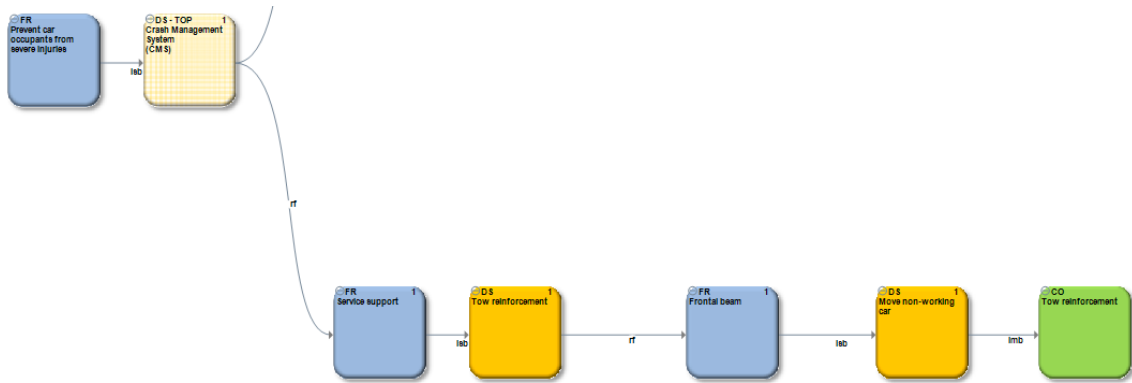 FR
Prevent car
occupants from
severe injuries
isb
DS - TOP 1
Crash Management
System
(CMS)
rf
FR 1
Service support
isb
DS 1
Tow reinforcement
rf
FR 1
Frontal beam
isb
DS 1
Move non-working
car
imb
CO
Tow reinforcement